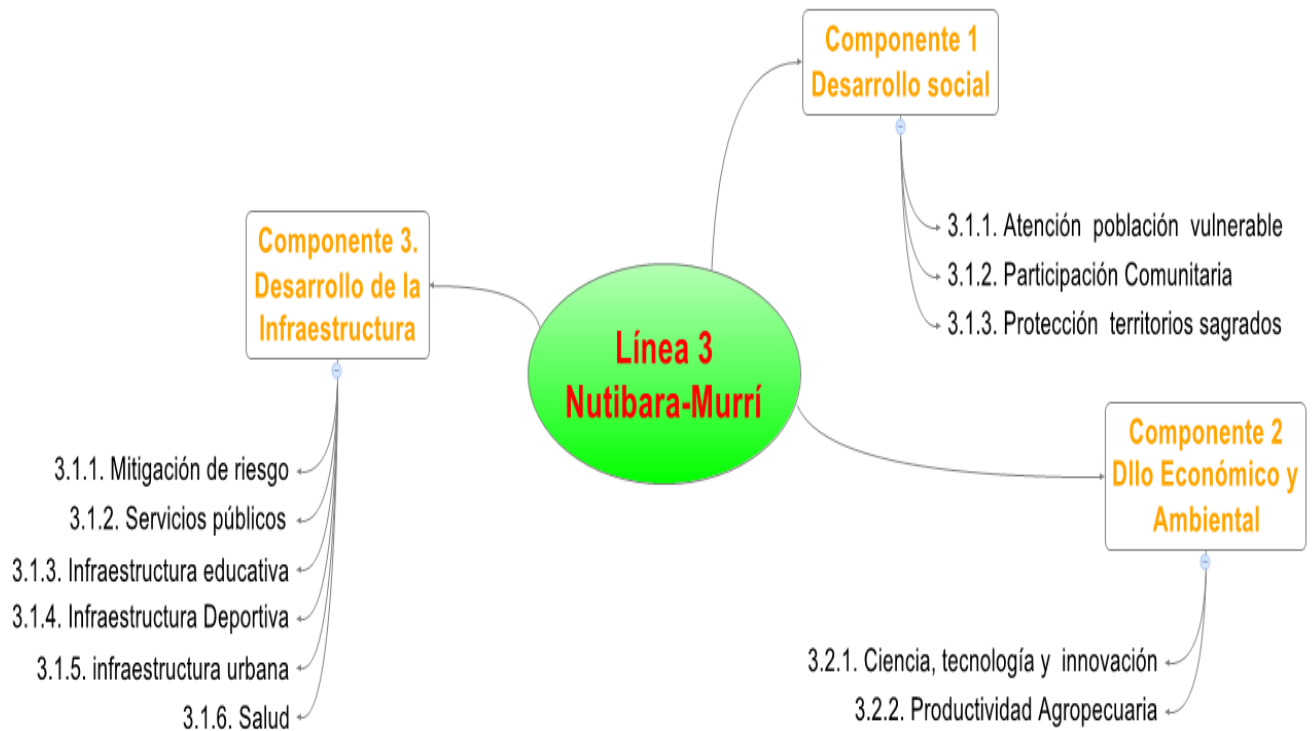 Componente 1
Desarrollo social
3.1.1. Atención población vulnerable
3.1.2. Participación Comunitaria
3.1.3. Protección territorios sagrados
Componente 3.
Desarrollo de la
Infraestructura
Línea 3
Nutibara-Murrí
Componente 2
Dllo Económico y
Ambiental
3.1.1. Mitigación de riesgo
3.1.2. Servicios públicos
3.1.3. Infraestructura educativa
3.1.4. Infraestructura Deportiva
3.1.5. infraestructura urbana
3.1.6. Salud
3.2.1. Ciencia, tecnología y innovación
3.2.2. Productividad Agropecuaria